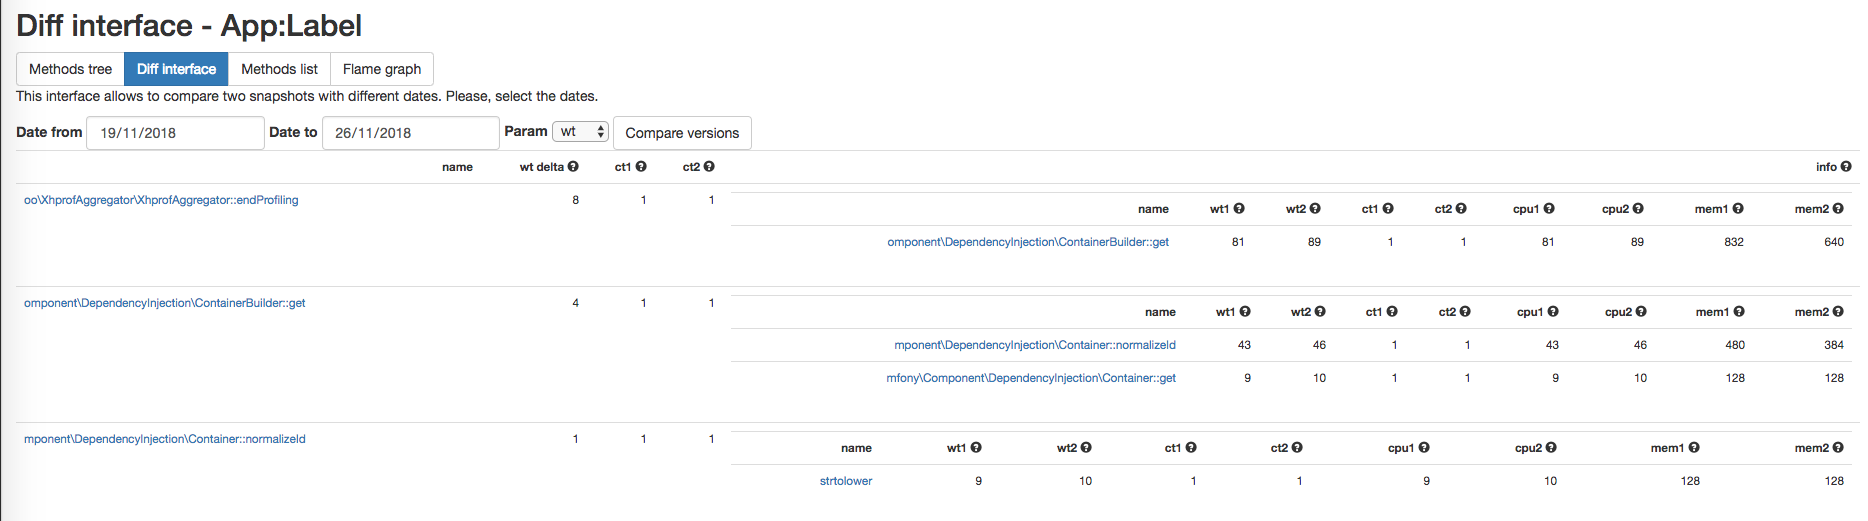 Diff interface - App:Label
Methods tree Diff interface Methods list Flame graph
This interface allows to compare two snapshots with different dates. Please, select the dates.
Date from 19/11/2018 Date to 26/11/2018 Param wt Compare versions
name wt delta ct1 ct2 info
oo\XhprofAggregator\XhprofAggregator::endProfiling 8 1 1
name wt1 wt2 ct1 ct2 cpu1 cpu2 mem1 mem2
omponent\DependencyInjection\ContainerBuilder::get 81 89 1 1 81 89 832 640
omponent\DependencyInjection\ContainerBuilder::get 4 1 1
name wt1 wt2 ct1 ct2 cpu1 cpu2 mem1 mem2
mponent\DependencyInjection\Container::normalizeId 43 46 1 1 43 46 480 384
mfony\Component\DependencyInjection\Container::get 9 10 1 1 9 10 128 128
mponent\DependencyInjection\Container::normalizeId 1 1 1
name wt1 wt2 ct1 ct2 cpu1 cpu2 mem1 mem2
strtolower 9 10 1 1 9 10 128 128